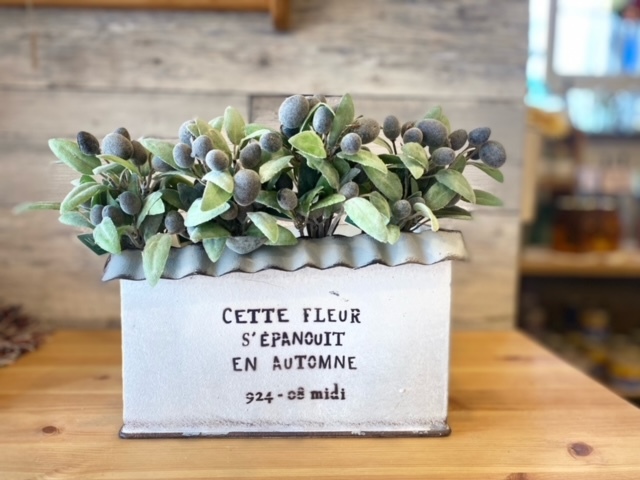 CETTE FLEUR
S'ÉPANOUIT
EN AUTOMNE
924-08 midi